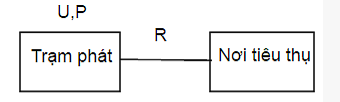 U,P
R
Trạm phát
Nơi tiêu thụ